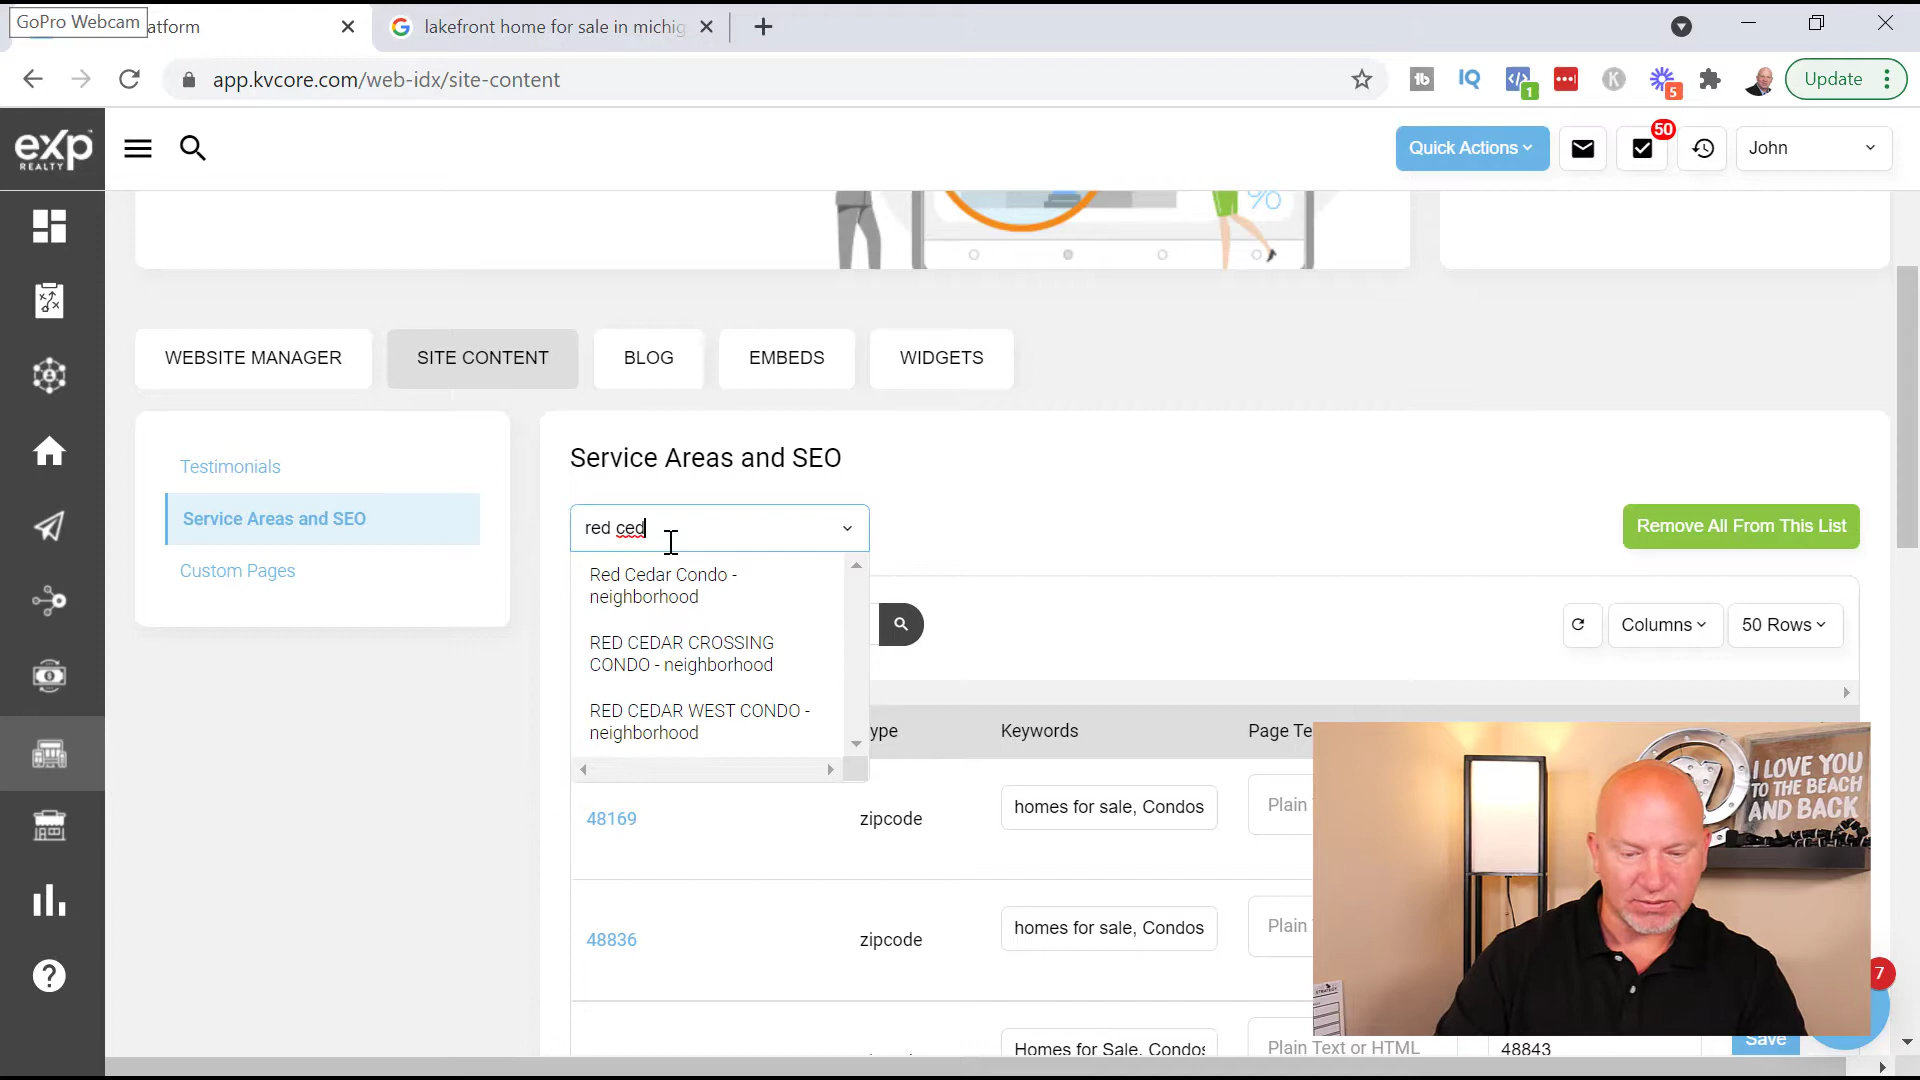 GoPro Webcam
atform
lakefront home for sale in michig
app.kvcore.com/web-idx/site-content
tb
IQ
1
K
5
Update
exp
REALTY
Quick Actions
50
John
%
WEBSITE MANAGER
SITE CONTENT
BLOG
EMBEDS
WIDGETS
Testimonials
Service Areas and SEO
Custom Pages
Service Areas and SEO
red ced
Remove All From This List
Red Cedar Condo -
neighborhood
RED CEDAR CROSSING
CONDO - neighborhood
RED CEDAR WEST CONDO -
neighborhood
Columns
50 Rows
ype
Keywords
Page Te
48169
zipcode
homes for sale, Condos
Plain
48836
zipcode
homes for sale, Condos
Plain
Homes for Sale, Condos
Plain Text or HTML
48843
Save
I LOVE YOU
TO THE BEACH
AND BACK
STRATEGY
7